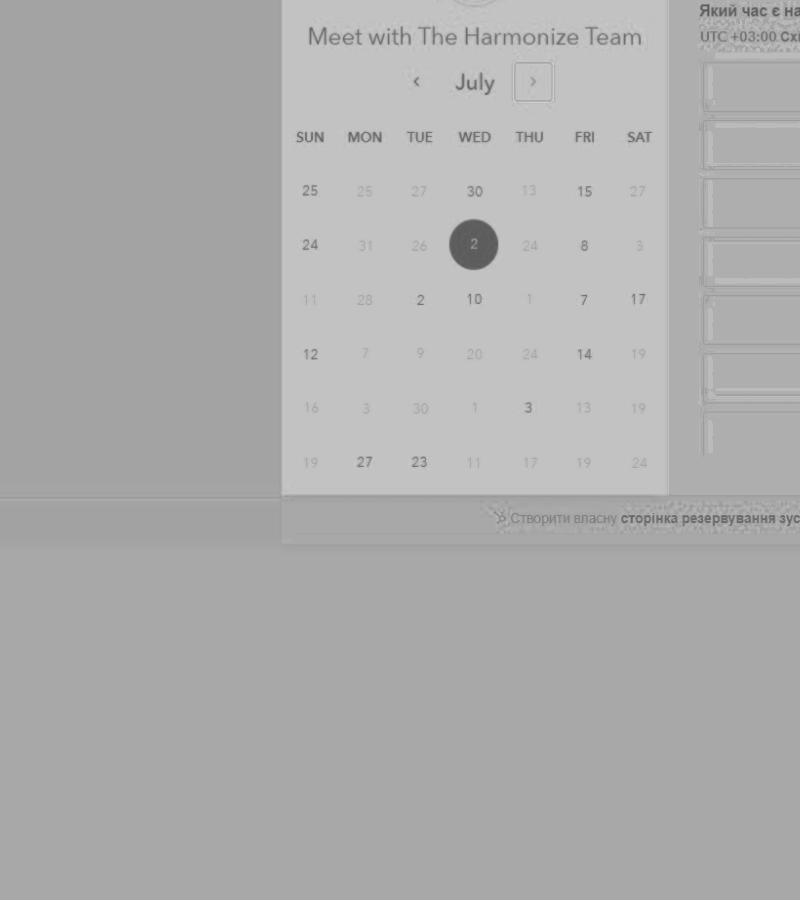 Який час є на
Meet with The Harmonize Team
UTC +03:00 Схі
July
SUN MON TUE WED THU FRI SAT
25 25 27 30 13 15 27
24 31 26 2 24 8 3
11 28 2 10 1 7 17
12 7 9 20 24 14 19
16 3 30 1 3 13 19
19 27 23 11 17 19 24
Створити власну сторінка резервування зус